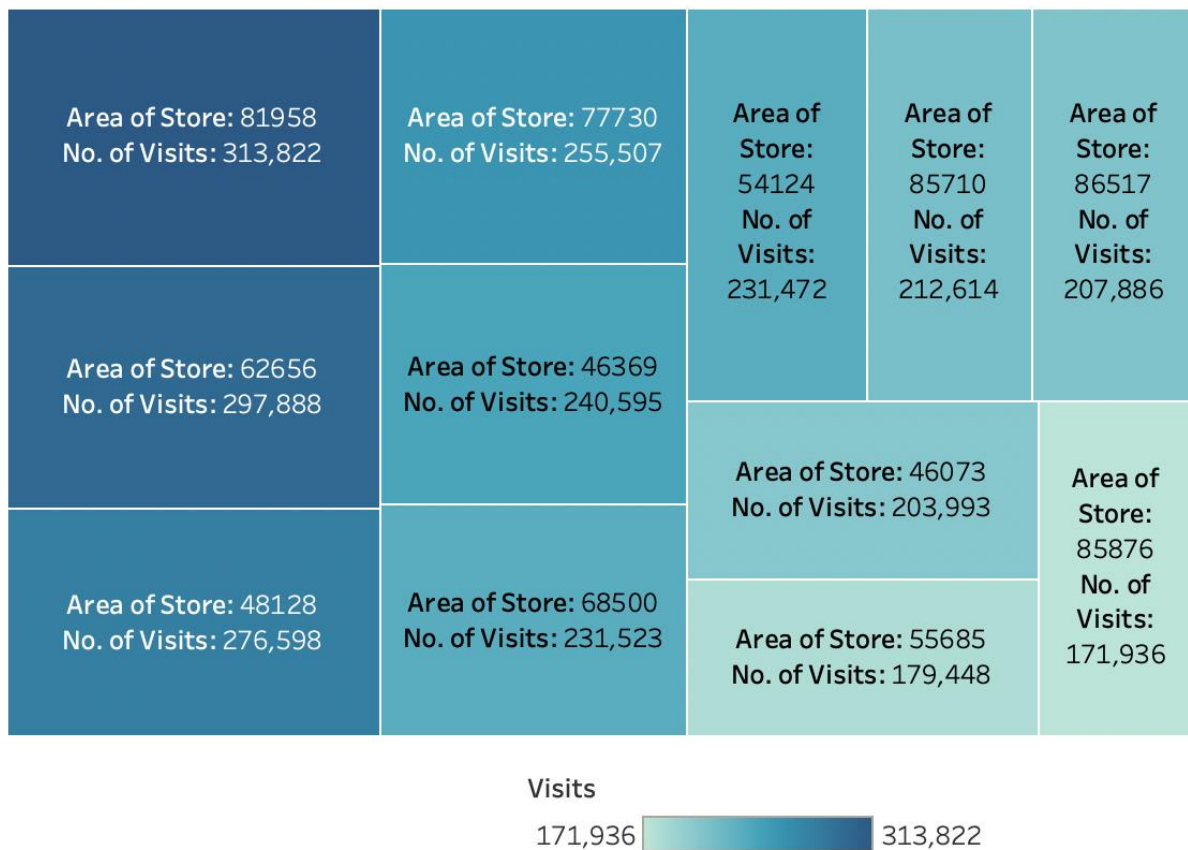 Area of Store: 81958
No. of Visits: 313,822
Area of Store: 62656
No. of Visits: 297,888
Area of Store: 48128
No. of Visits: 276,598
Area of Store: 77730
No. of Visits: 255,507
Area of Store: 46369
No. of Visits: 240,595
Area of Store: 68500
No. of Visits: 231,523
Area of
Store:
54124
No. of
Visits:
231,472
Area of
Store:
85710
No. of
Visits:
212,614
Area of
Store:
86517
No. of
Visits:
207,886
Area of Store: 46073
No. of Visits: 203,993
Area of Store: 55685
No. of Visits: 179,448
Area of
Store:
85876
No. of
Visits:
171,936
Visits
171,936 313,822